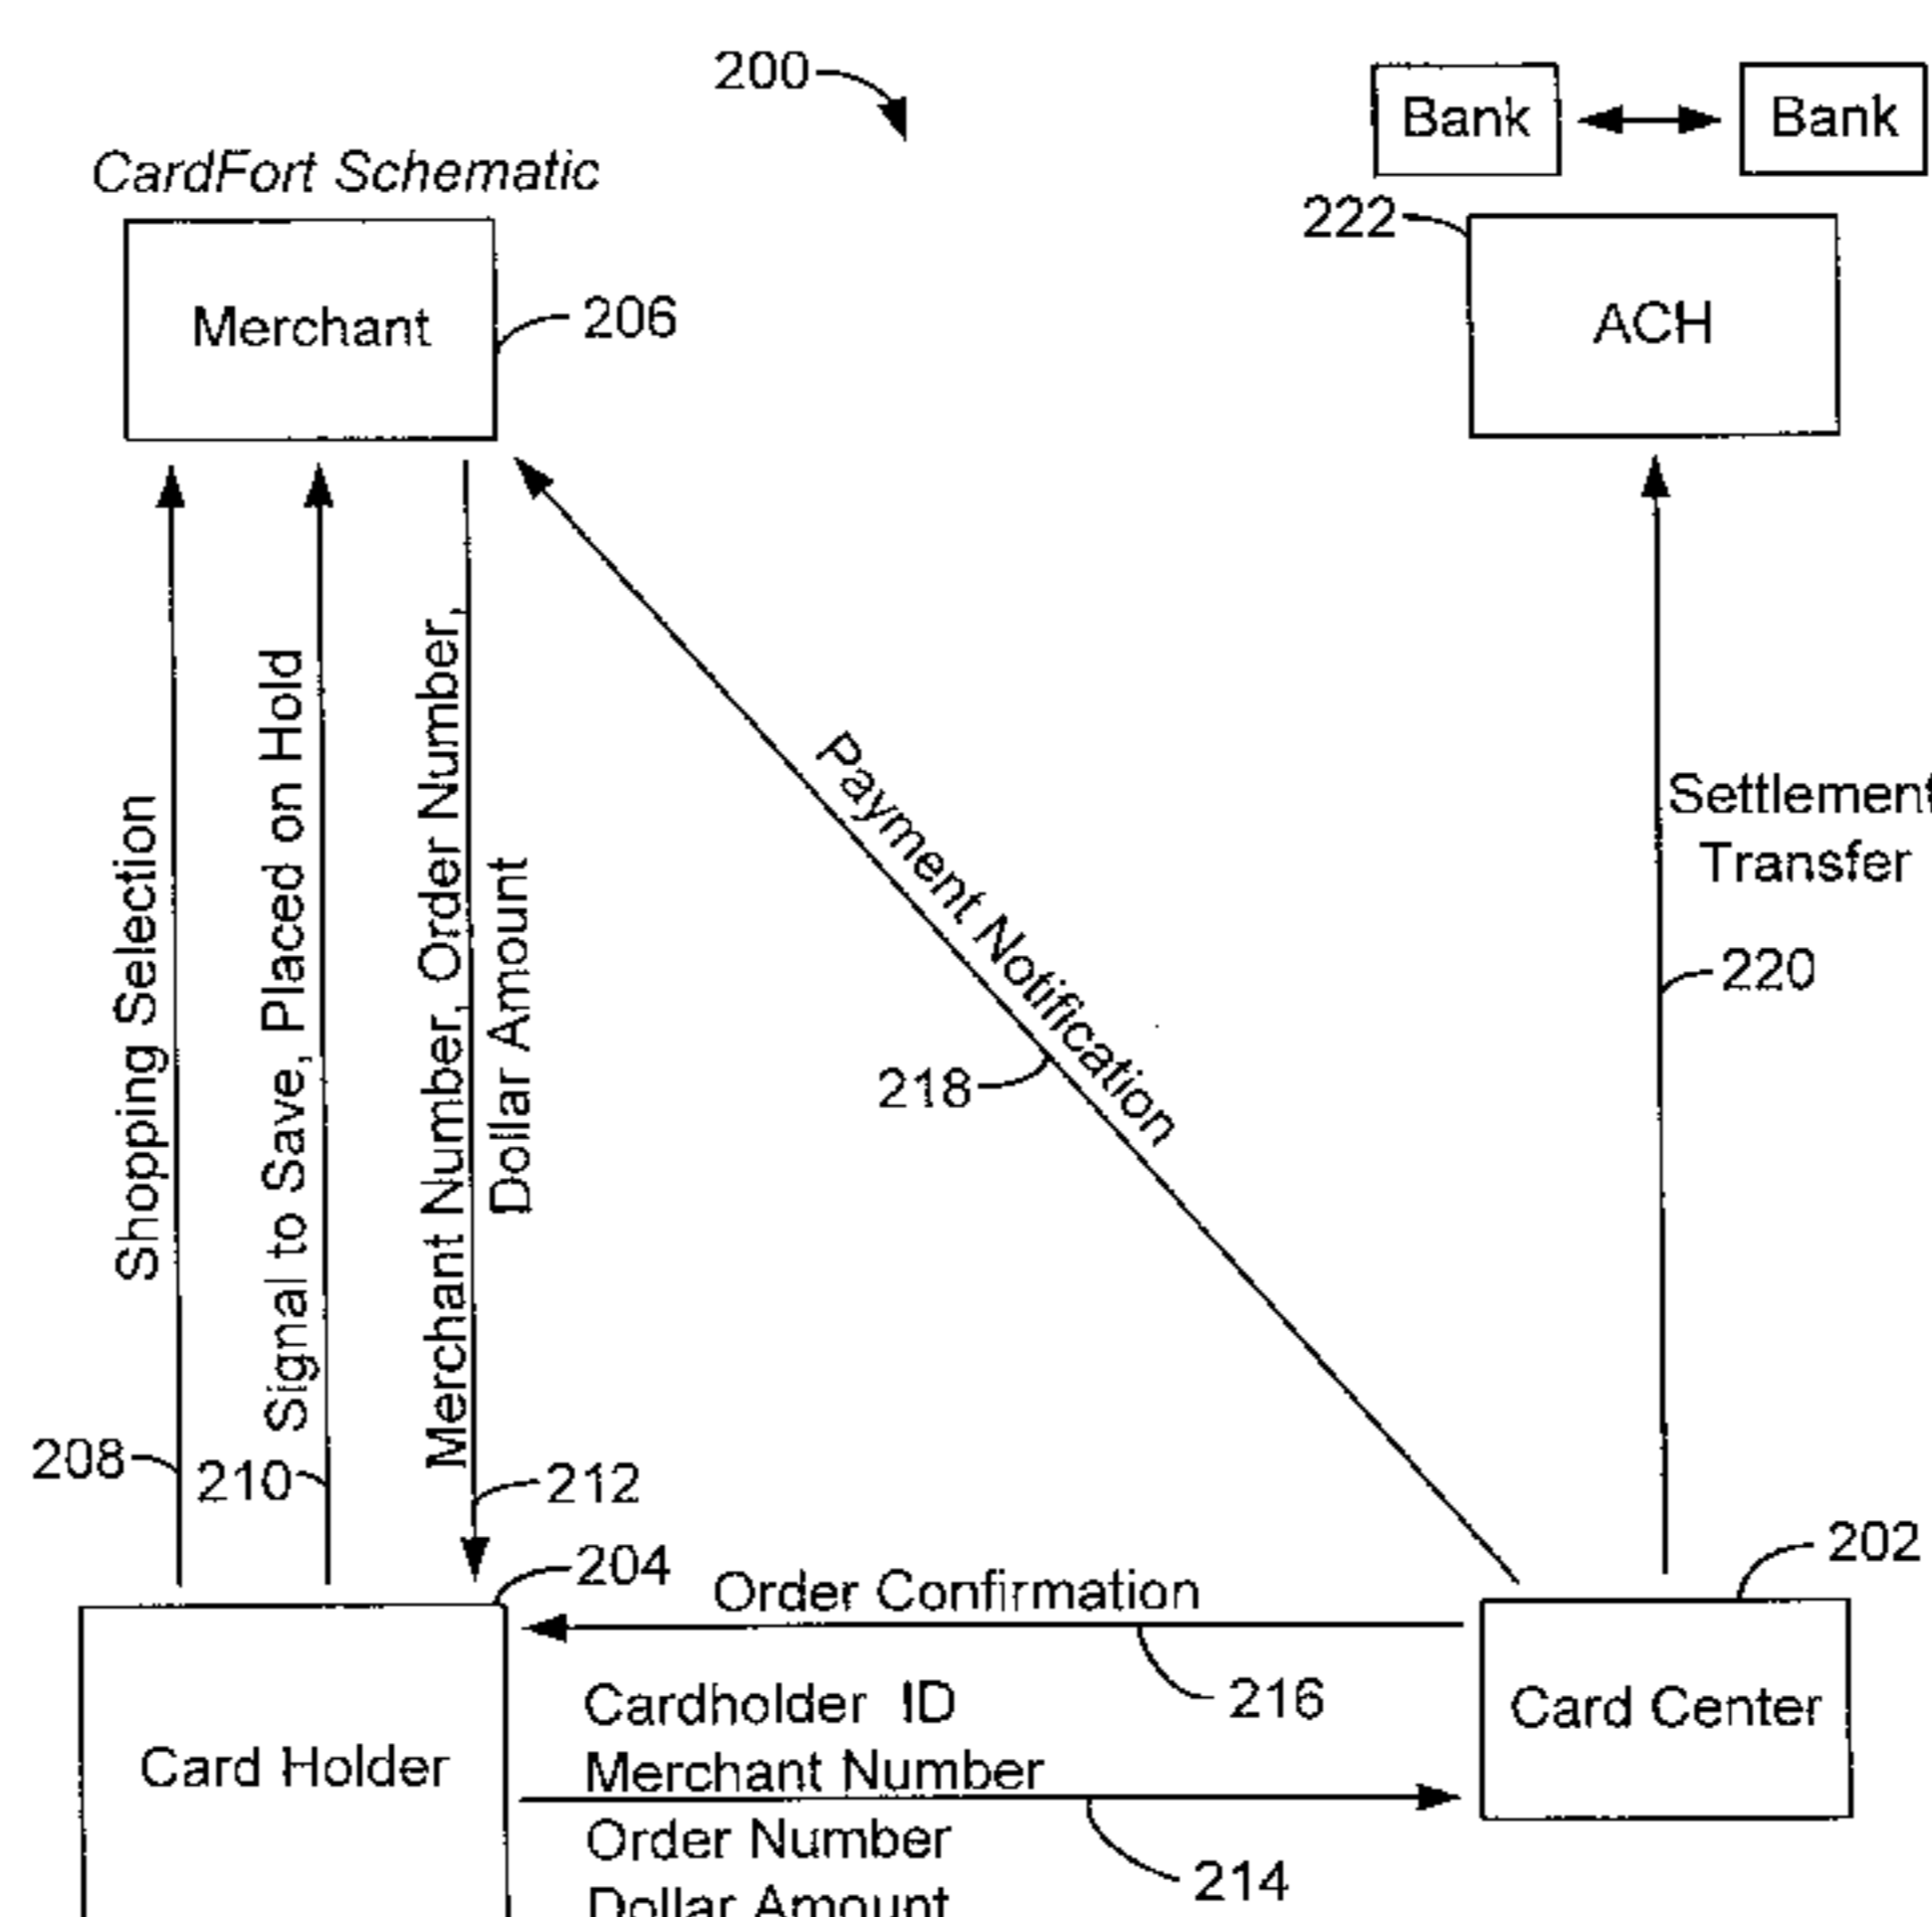 200
Bank
Bank
CardFort Schematic
222
Merchant
206
ACH
Shopping Selection
Signal to Save, Placed on Hold
Merchant Number, Order Number,
Dollar Amount
Payment Notification
218
Settlement
Transfer
220
208
210
212
204
202
Order Confirmation
216
Cardholder ID
Merchant Number
Card Center
Card Holder
Order Number
214
Dollar Amount